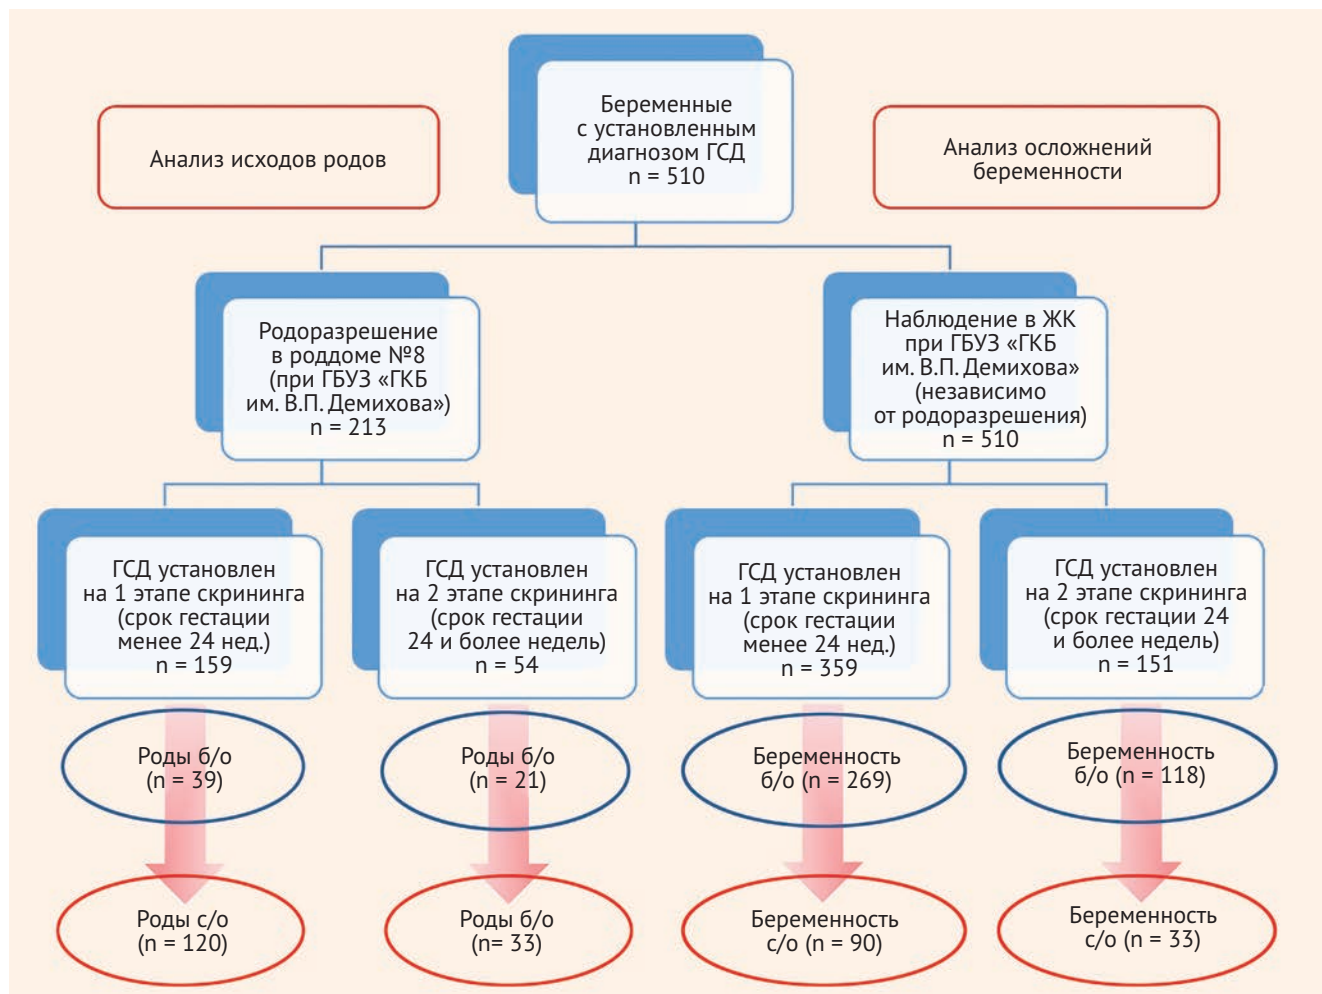 Беременные
с установленным
диагнозом ГСД
n = 510
Анализ исходов родов
Анализ осложнений
беременности
Родоразрешение
в роддоме №8
(при ГБУЗ «ГКБ
им. В.П. Демихова»)
n = 213
Наблюдение в ЖК
при ГБУЗ «ГКБ
им. В.П. Демихова»
(независимо
от родоразрешения)
n = 510
ГСД установлен
на 1 этапе скрининга
(срок гестации
менее 24 нед.)
n = 159
ГСД установлен
на 2 этапе скрининга
(срок гестации
24 и более недель)
n = 54
ГСД установлен
на 1 этапе скрининга
(срок гестации
менее 24 нед.)
n = 359
ГСД установлен
на 2 этапе скрининга
(срок гестации 24
и более недель)
n = 151
Роды б/о
(n = 39)
Роды б/о
(n = 21)
Беременность
б/о (n = 269)
Беременность
б/о (n = 118)
Роды с/о
(n = 120)
Роды б/о
(n= 33)
Беременность
с/о (n = 90)
Беременность
с/о (n = 33)